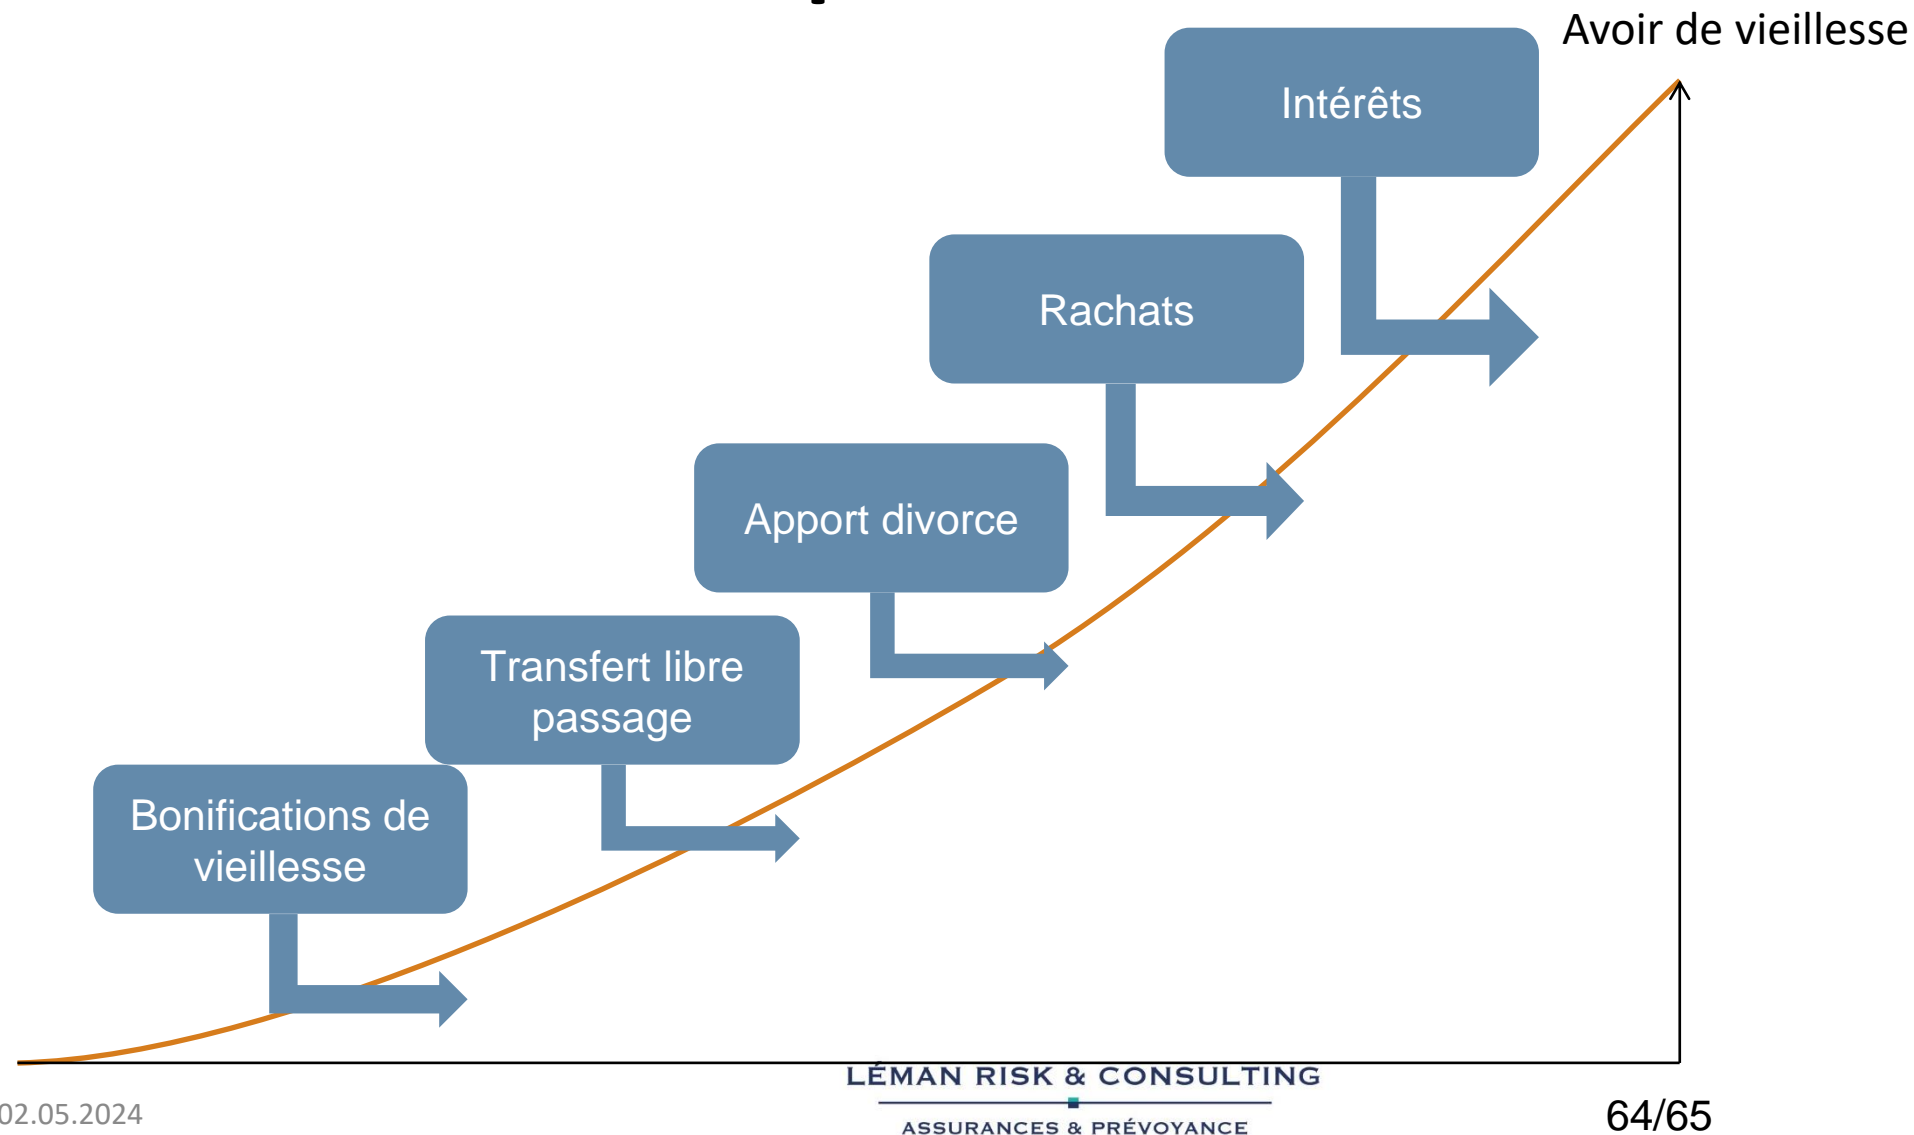 Avoir de vieillesse
Intérêts
Rachats
Apport divorce
Transfert libre
passage
Bonifications de
vieillesse
LÉMAN RISK & CONSULTING
ASSURANCES & PRÉVOYANCE
02.05.2024
64/65